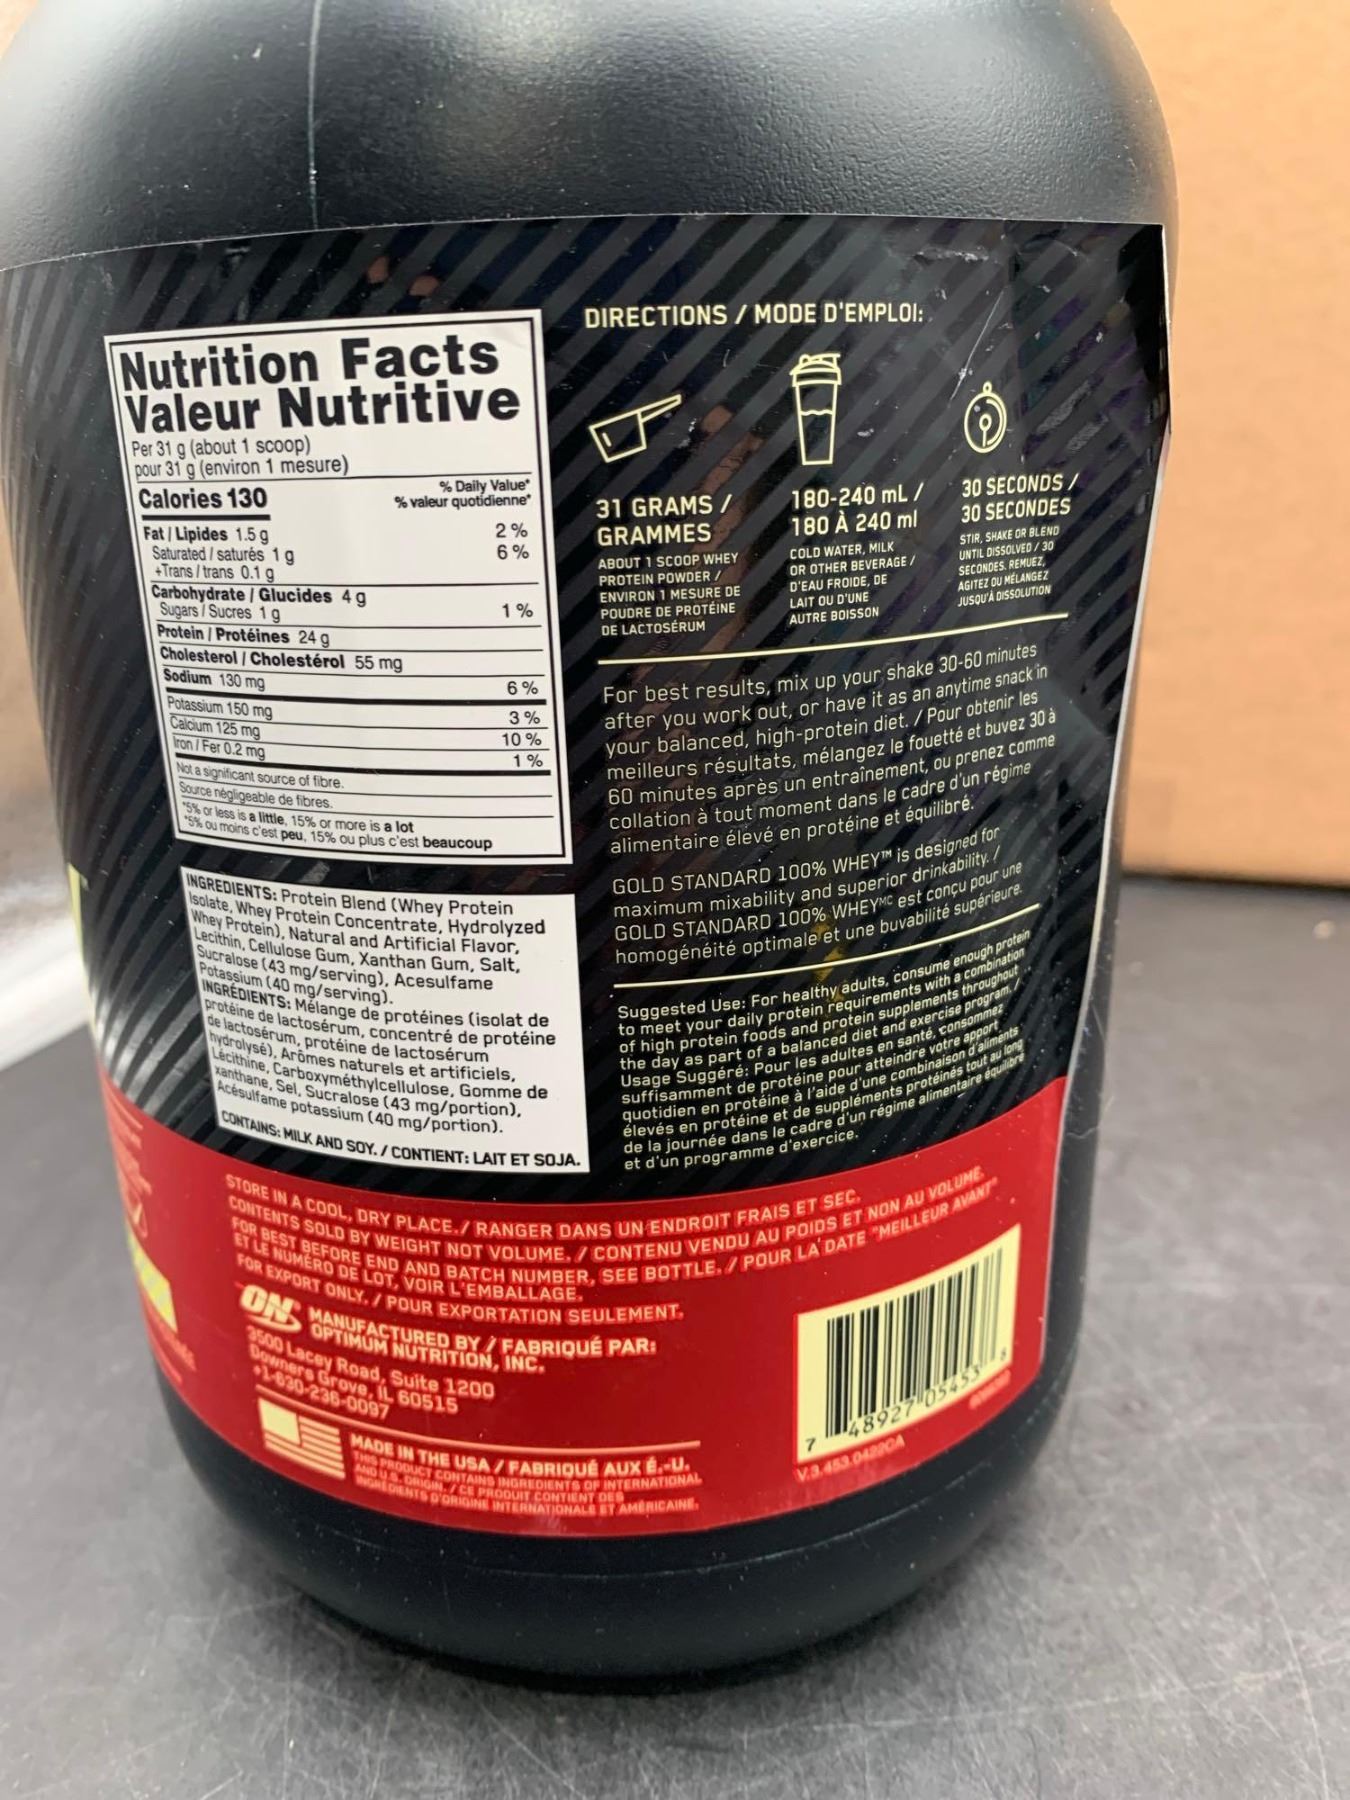 Nutrition Facts
Valeur Nutritive
Per 31 g (about 1 scoop)
pour 31 g (environ 1 mesure)
Calories 130
% Daily Value*
% valeur quotidienne*
Fat / Lipides 1.5 g 2 %
Saturated / saturés 1 g 6 %
+Trans / trans 0.1 g
Carbohydrate / Glucides 4 g
Sugars / Sucres 1 g 1 %
Protein / Protéines 24 g
Cholesterol / Cholestérol 55 mg
Sodium 130 mg 6 %
Potassium 150 mg 3 %
Calcium 125 mg 10 %
Iron / Fer 0.2 mg 1 %
Not a significant source of fibre.
Source négligeable de fibres.
*5% or less is a little, 15% or more is a lot
*5% ou moins c'est peu, 15% ou plus c'est beaucoup
INGREDIENTS: Protein Blend (Whey Protein
Isolate, Whey Protein Concentrate, Hydrolyzed
Whey Protein), Natural and Artificial Flavor,
Lecithin, Cellulose Gum, Xanthan Gum, Salt,
Sucralose (43 mg/serving), Acesulfame
Potassium (40 mg/serving).
INGRÉDIENTS: Mélange de protéines (isolat de
protéine de lactosérum, concentré de protéine
de lactosérum, protéine de lactosérum
hydrolysé), Arômes naturels et artificiels,
Lécithine, Carboxyméthylcellulose, Gomme de
xanthane, Sel, Sucralose (43 mg/portion),
Acésulfame potassium (40 mg/portion).
CONTAINS: MILK AND SOY. / CONTIENT: LAIT ET SOJA.
DIRECTIONS / MODE D'EMPLOI:
31 GRAMS /
GRAMMES
ABOUT 1 SCOOP WHEY
PROTEIN POWDER /
ENVIRON 1 MESURE DE
POUDRE DE PROTÉINE
DE LACTOSÉRUM
180-240 mL /
180 À 240 ml
COLD WATER, MILK
OR OTHER BEVERAGE /
D'EAU FROIDE, DE
LAIT OU D'UNE
AUTRE BOISSON
30 SECONDS /
30 SECONDES
STIR, SHAKE OR BLEND
UNTIL DISSOLVED / 30
SECONDES. REMUEZ,
AGITEZ OU MÉLANGEZ
JUSQU'À DISSOLUTION
For best results, mix up your shake 30-60 minutes
after you work out, or have it as an anytime snack in
your balanced, high-protein diet. / Pour obtenir les
meilleurs résultats, mélangez le fouetté et buvez 30 à
60 minutes après un entraînement, ou prenez comme
collation à tout moment dans le cadre d'un régime
alimentaire élevé en protéine et équilibré.
GOLD STANDARD 100% WHEY™ is designed for
maximum mixability and superior drinkability. /
GOLD STANDARD 100% WHEYMC est conçu pour une
homogénéité optimale et une buvabilité supérieure.
Suggested Use: For healthy adults, consume enough protein
to meet your daily protein requirements with a combination
of high protein foods and protein supplements throughout
the day as part of a balanced diet and exercise program. /
Usage Suggéré: Pour les adultes en santé, consommez
suffisamment de protéine pour atteindre votre apport
quotidien en protéine à l'aide d'une combinaison d'aliments
élevés en protéine et de suppléments protéinés tout au long
de la journée dans le cadre d'un régime alimentaire équilibré
et d'un programme d'exercice.
STORE IN A COOL, DRY PLACE. / RANGER DANS UN ENDROIT FRAIS ET SEC.
CONTENTS SOLD BY WEIGHT NOT VOLUME. / CONTENU VENDU AU POIDS ET NON AU VOLUME.
FOR BEST BEFORE END AND BATCH NUMBER, SEE BOTTLE. / POUR LA DATE "MEILLEUR AVANT"
ET LE NUMÉRO DE LOT, VOIR L'EMBALLAGE.
FOR EXPORT ONLY. / POUR EXPORTATION SEULEMENT.
ON
MANUFACTURED BY / FABRIQUÉ PAR:
OPTIMUM NUTRITION, INC.
3500 Lacey Road, Suite 1200
Downers Grove, IL 60515
+1-630-236-0097
MADE IN THE USA / FABRIQUÉ AUX É.-U.
THIS PRODUCT CONTAINS INGREDIENTS OF INTERNATIONAL
AND U.S. ORIGIN. / CE PRODUIT CONTIENT DES
INGRÉDIENTS D'ORIGINE INTERNATIONALE ET AMÉRICAINE.
7 48927 05453 8
V.3.453.0422CA